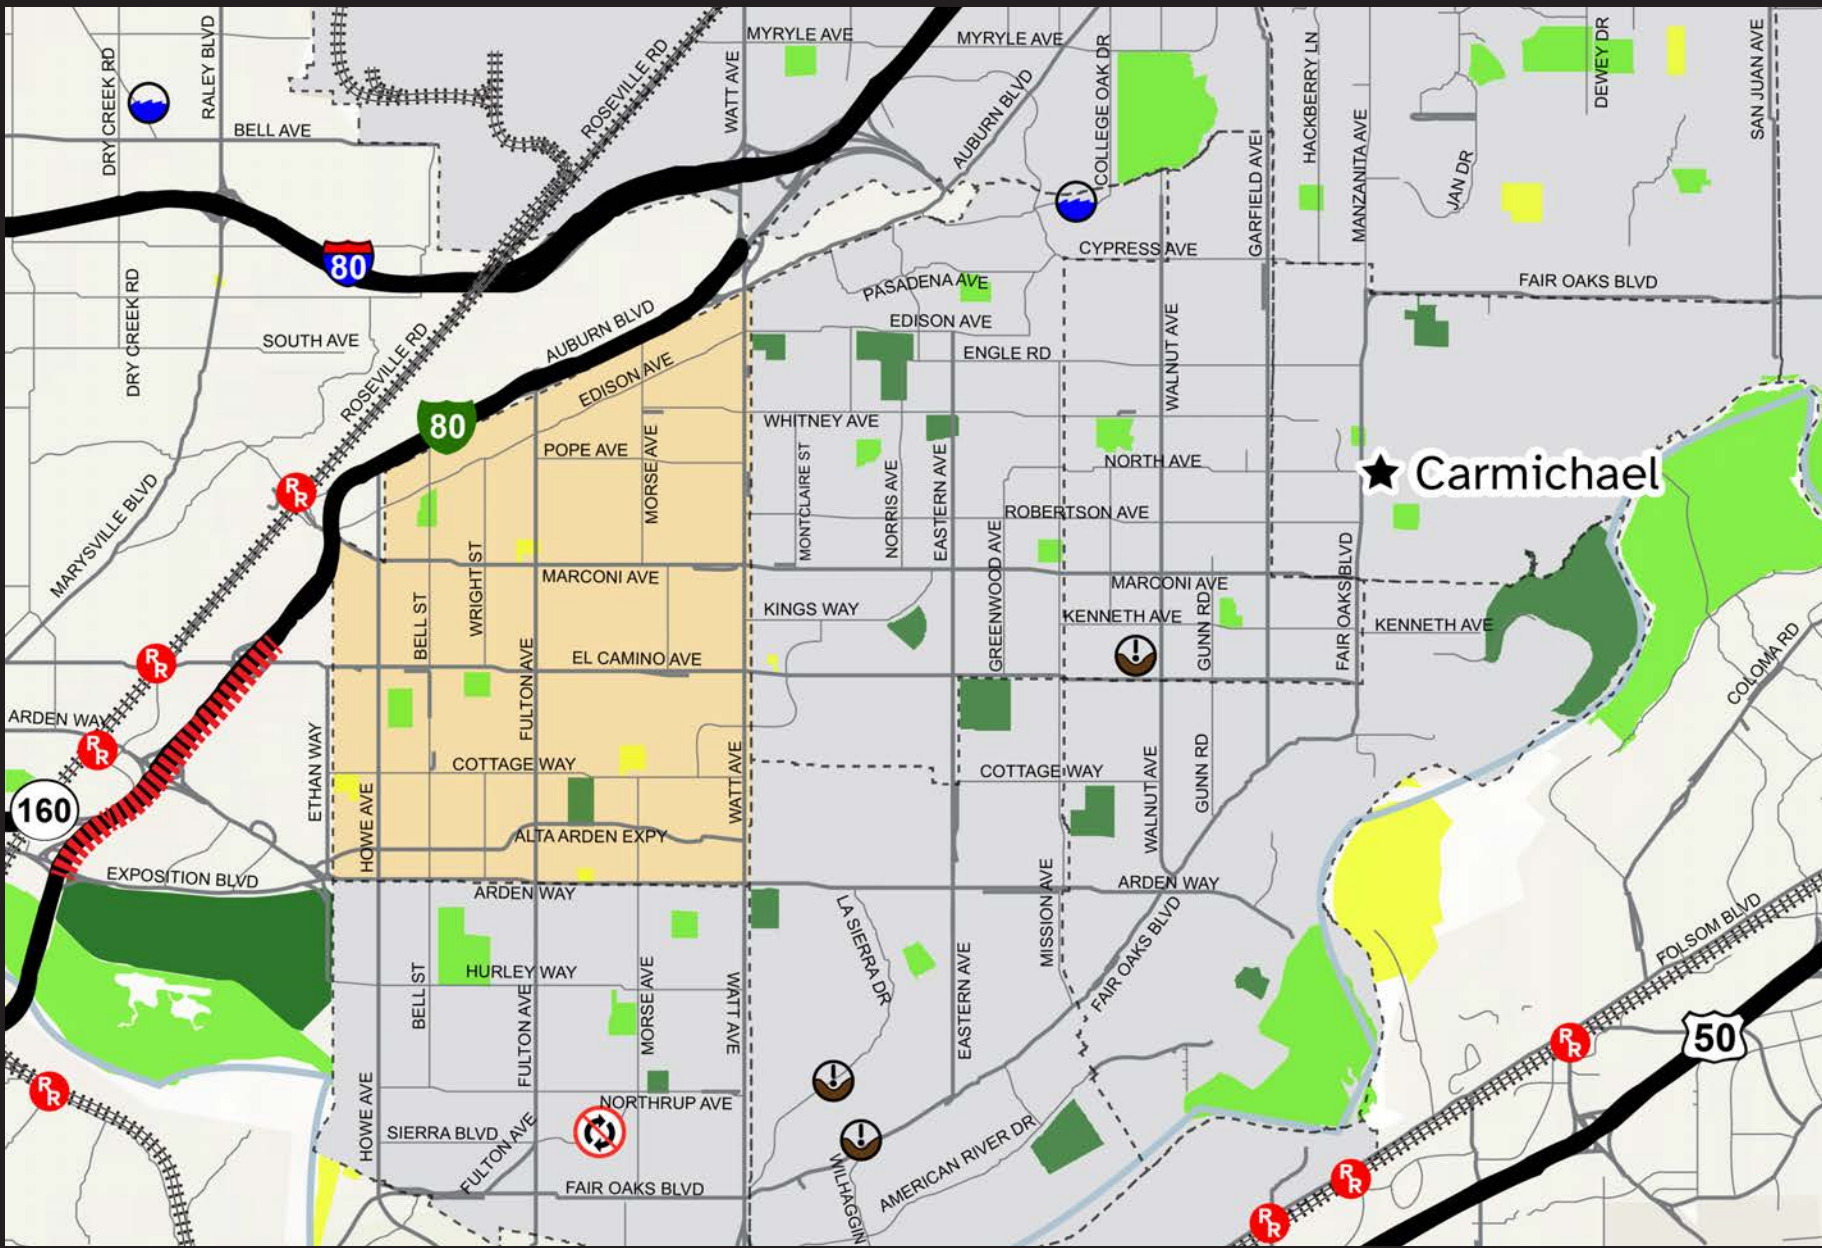 MYRYLE AVE
MYRYLE AVE
DRY CREEK RD
RALEY BLVD
ROSEVILLE RD
WATT AVE
AUBURN BLVD
COLLEGE OAK DR
HACKBERRY LN
MANZANITA AVE
DEWEY DR
SAN JUAN AVE
BELL AVE
JAN DR
GARFIELD AVE
CYPRESS AVE
80
DRY CREEK RD
PASADENA AVE
FAIR OAKS BLVD
SOUTH AVE
ROSEVILLE RD
AUBURN BLVD
EDISON AVE
EDISON AVE
ENGLE RD
WALNUT AVE
80
WHITNEY AVE
POPE AVE
MORSE AVE
MONTCLAIRE ST
NORRIS AVE
EASTERN AVE
NORTH AVE
Carmichael
RR
MARYSVILLE BLVD
ROBERTSON AVE
GREENWOOD AVE
WRIGHT ST
MARCONI AVE
MARCONI AVE
BELL ST
KINGS WAY
KENNETH AVE
GUNN RD
FAIR OAKS BLVD
KENNETH AVE
RR
EL CAMINO AVE
FULTON AVE
COLOMA RD
ARDEN WAY
RR
ETHAN WAY
COTTAGE WAY
WATT AVE
COTTAGE WAY
WALNUT AVE
GUNN RD
160
HOWE AVE
ALTA ARDEN EXPY
EXPOSITION BLVD
ARDEN WAY
ARDEN WAY
LA SIERRA DR
MISSION AVE
FAIR OAKS BLVD
FOLSOM BLVD
BELL ST
HURLEY WAY
FULTON AVE
MORSE AVE
WATT AVE
EASTERN AVE
50
RR
RR
HOWE AVE
NORTHRUP AVE
SIERRA BLVD
FULTON AVE
FAIR OAKS BLVD
WILHAGGIN
AMERICAN RIVER DR
RR
RR